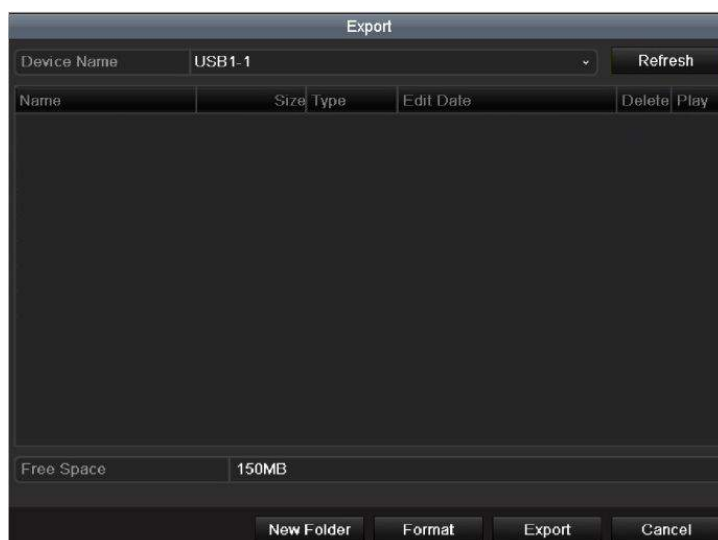 Export
Device Name USB1-1 Refresh
Name Size Type Edit Date Delete Play
Free Space 150MB
New Folder Format Export Cancel